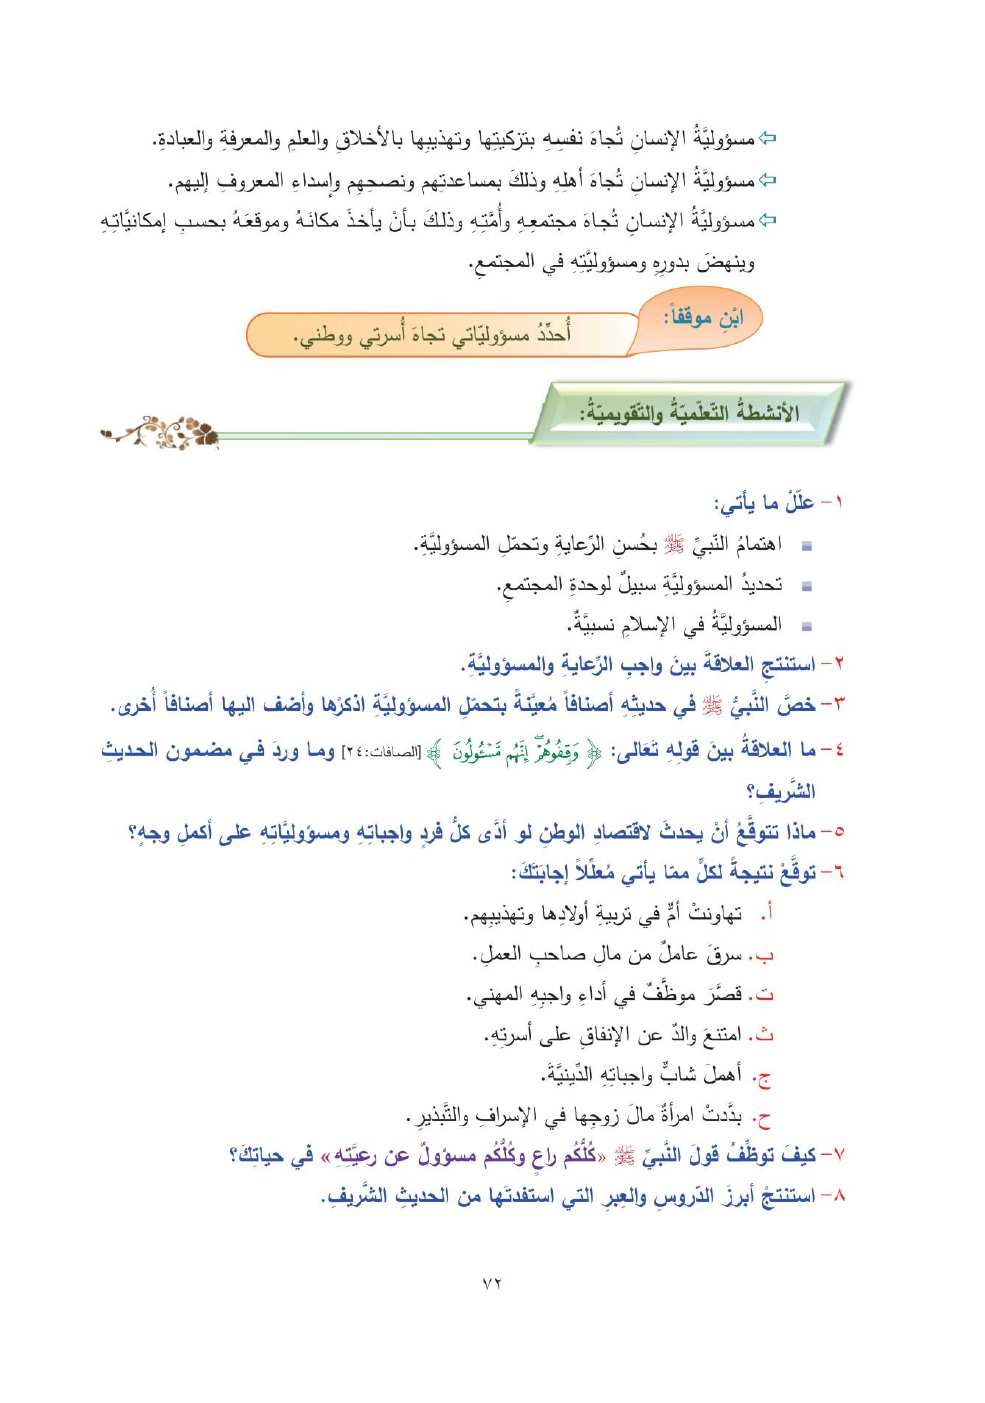 ⇦ مسؤوليَّةُ الإنسانِ تُجاهَ نفسِهِ بتزكيتِها وتهذيبِها بالأخلاقِ والعلمِ والمعرفةِ والعبادةِ.
⇦ مسؤوليَّةُ الإنسانِ تُجاهَ أهلِهِ وذلكَ بمساعدتِهم ونصحِهِم وإسداءِ المعروفِ إليهم.
⇦ مسؤوليَّةُ الإنسانِ تُجاهَ مجتمعِهِ وأُمَّتِهِ وذلكَ بأنْ يأخذَ مكانَهُ وموقعَهُ بحسبِ إمكانيَّاتِهِ
وينهضَ بدورِهِ ومسؤوليَّتِهِ في المجتمعِ.
ابْنِ موقفاً:
أُحدِّدُ مسؤوليّاتي تجاهَ أُسرتي ووطني.
الأنشطةُ التّعلّميّةُ والتّقويميّةُ:
١- علّلْ ما يأتي:
▪ اهتمامُ النّبيِّ ﷺ بحُسنِ الرِّعايةِ وتحمّلِ المسؤوليَّةِ.
▪ تحديدُ المسؤوليَّةِ سبيلٌ لوحدةِ المجتمعِ.
▪ المسؤوليَّةُ في الإسلامِ نسبيَّةٌ.
٢- استنتجِ العلاقةَ بينَ واجبِ الرِّعايةِ والمسؤوليَّةِ.
٣- خصَّ النَّبيُّ ﷺ في حديثِهِ أصنافاً مُعيَّنةً بتحمّلِ المسؤوليَّةِ اذكرْها وأضف اليها أصنافاً أُخرى.
٤- ما العلاقةُ بينَ قولِهِ تَعَالى: ﴿ وَقِفُوهُمْ ۖ إِنَّهُم مَّسْـُٔولُونَ ﴾ [الصافات:٢٤] وما وردَ في مضمون الحديثِ
الشَّريفِ؟
٥- ماذا تتوقَّعُ أنْ يحدثَ لاقتصادِ الوطنِ لو أدَّى كلُّ فردٍ واجباتِهِ ومسؤوليَّاتِهِ على أكملِ وجهٍ؟
٦- توقَّعْ نتيجةً لكلٍّ ممّا يأتي مُعلِّلاً إجابَتَكَ:
أ. تهاونتْ أمٌّ في تربيةِ أولادِها وتهذيبِهم.
ب. سرقَ عاملٌ من مالِ صاحبِ العملِ.
ت. قصَّرَ موظَّفٌ في أداءِ واجبِهِ المهني.
ث. امتنعَ والدٌ عن الإنفاقِ على أسرتِهِ.
ج. أهملَ شابٌّ واجباتِهِ الدِّينيَّةَ.
ح. بدَّدتْ امرأةٌ مالَ زوجِها في الإسرافِ والتَّبذيرِ.
٧- كيفَ توظِّفُ قولَ النَّبيِّ ﷺ «كُلُّكُم راعٍ وكُلُّكُم مسؤولٌ عن رعيَّتِهِ» في حياتِكَ؟
٨- استنتجْ أبرزَ الدّروسِ والعِبرِ التي استفدتَها من الحديثِ الشَّريفِ.
٧٢